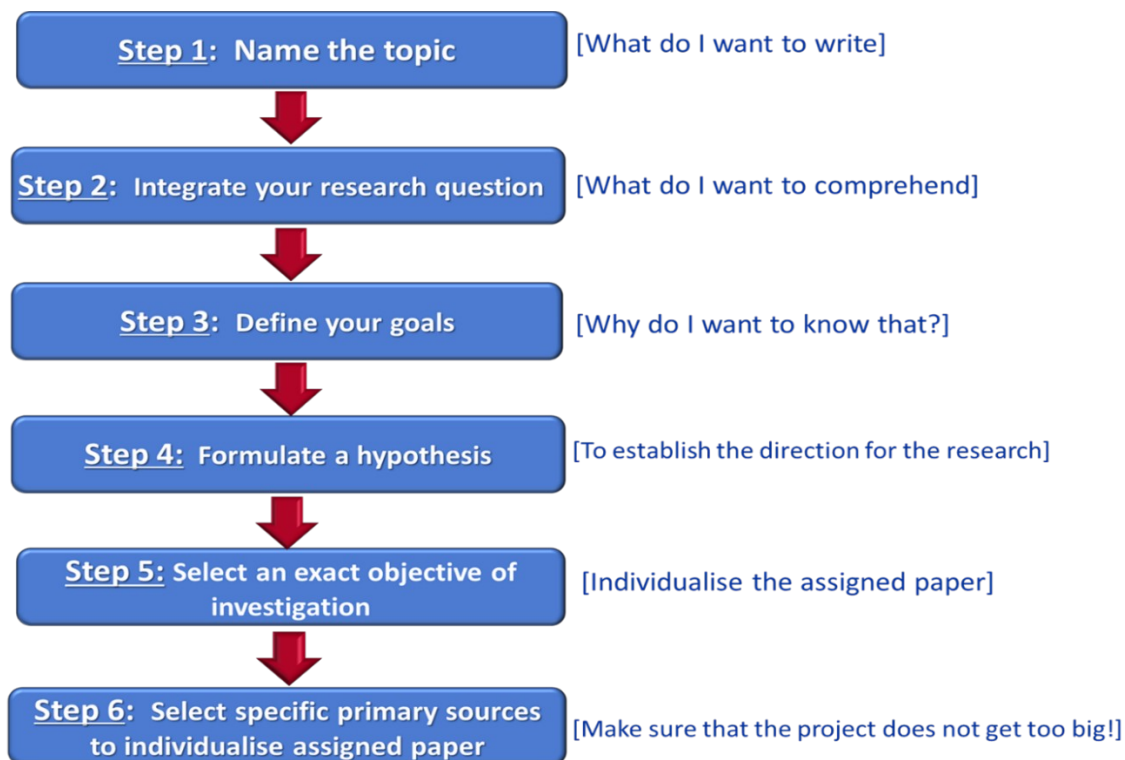 Step 1: Name the topic
[What do I want to write]
Step 2: Integrate your research question
[What do I want to comprehend]
Step 3: Define your goals
[Why do I want to know that?]
Step 4: Formulate a hypothesis
[To establish the direction for the research]
Step 5: Select an exact objective of
investigation
[Individualise the assigned paper]
Step 6: Select specific primary sources
to individualise assigned paper
[Make sure that the project does not get too big!]